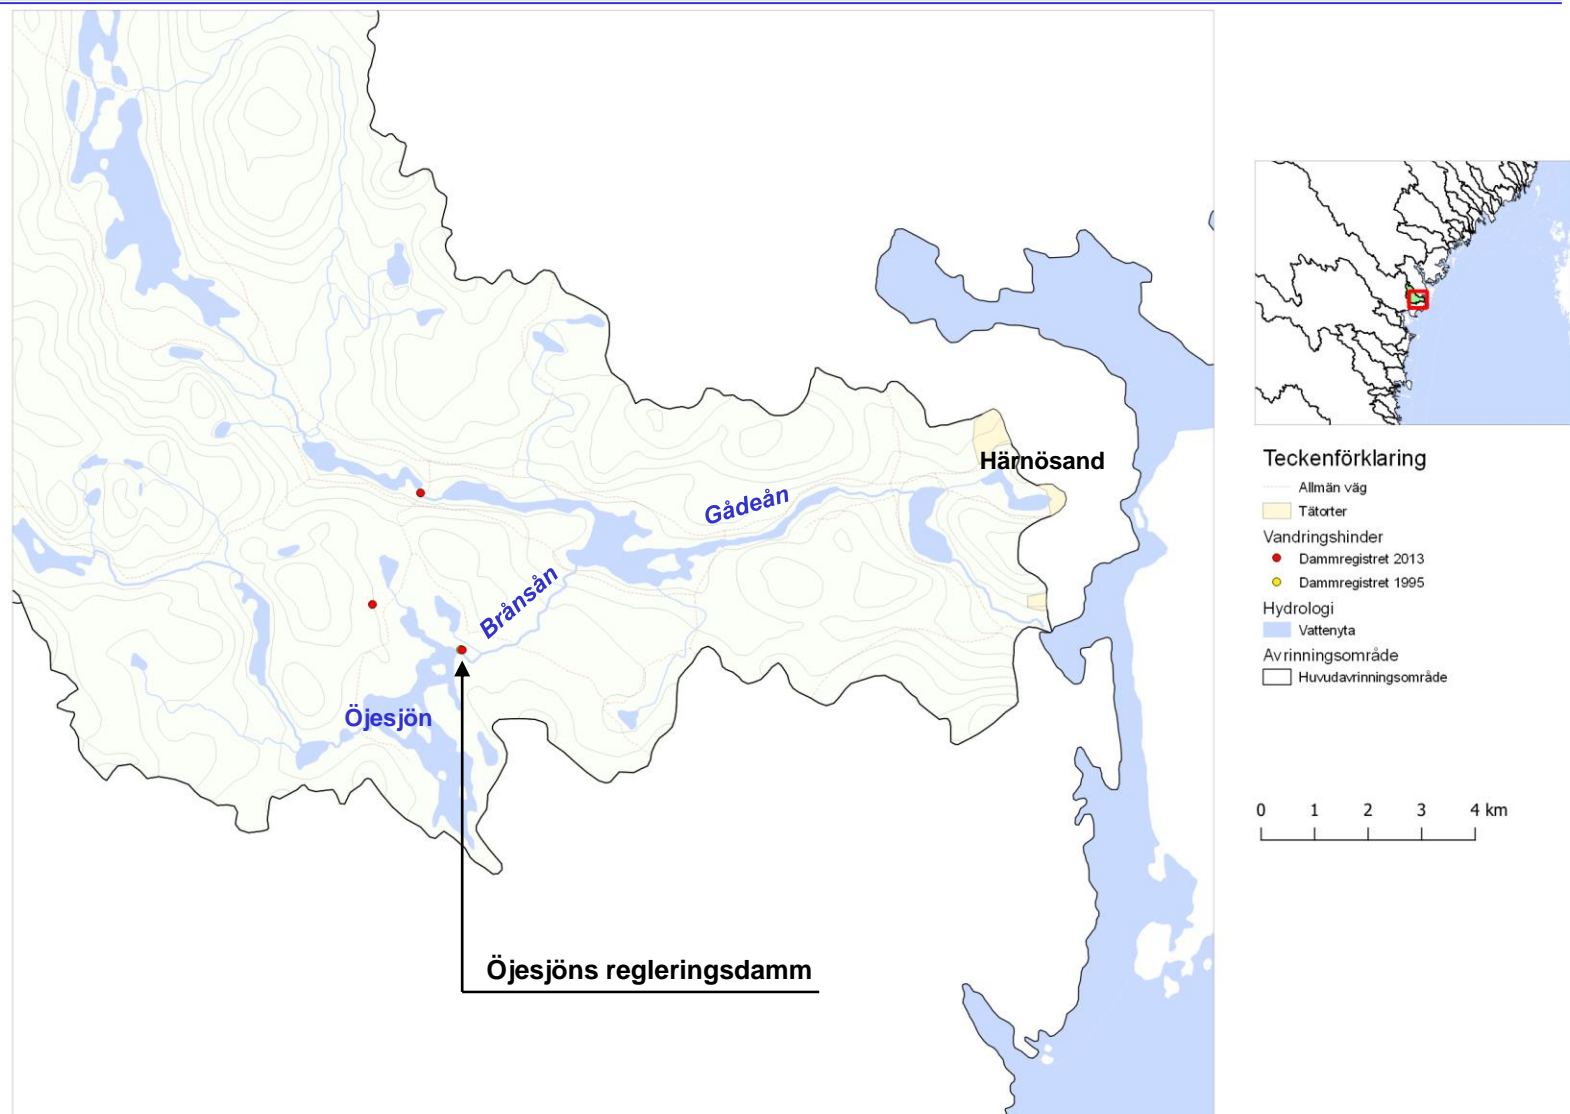 Härnösand
Gådeån
Brånsån
Öjesjön
Öjesjöns regleringsdamm
Teckenförklaring
Allmän väg
Tätorter
Vandringshinder
Dammregistret 2013
Dammregistret 1995
Hydrologi
Vattenyta
Avrinningsområde
Huvudavrinningsområde
0 1 2 3 4 km